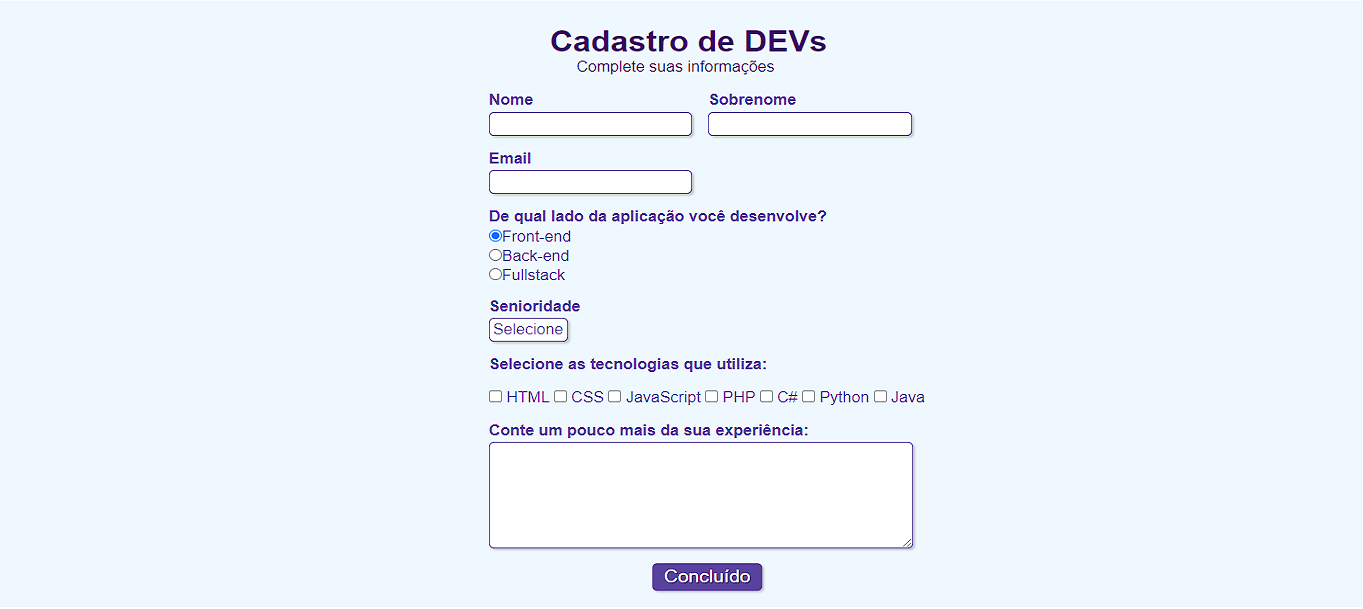 Cadastro de DEVs
Complete suas informações
Nome Sobrenome
Email
De qual lado da aplicação você desenvolve?
Front-end
Back-end
Fullstack
Senioridade
Selecione
Selecione as tecnologias que utiliza:
HTML CSS JavaScript PHP C# Python Java
Conte um pouco mais da sua experiência:
Concluído